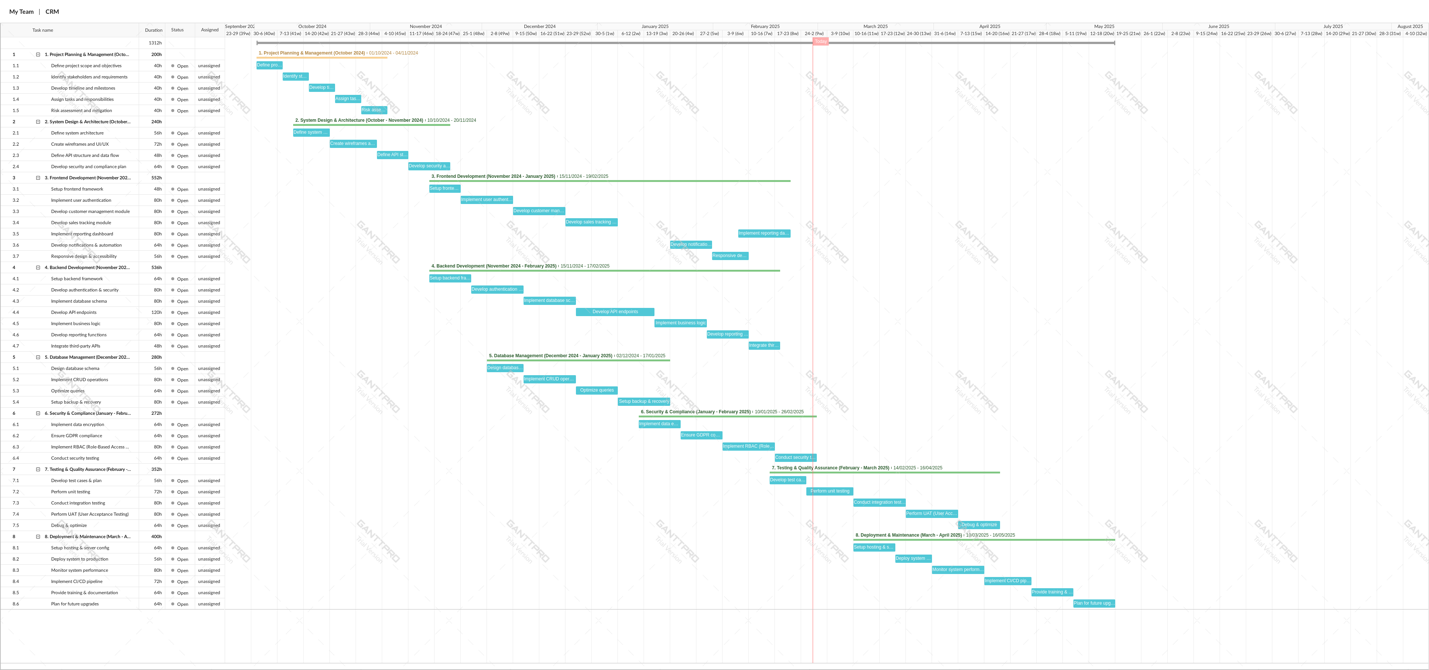 My Team | CRM
Task name Duration Status Assigned
October 2024 November 2024 December 2024 January 2025 February 2025 March 2025 April 2025 May 2025 June 2025 July 2025 August 2025
1312h
1 1. Project Planning & Management (Octo... 200h
1. Project Planning & Management (October 2024) › 01/10/2024 - 04/11/2024
1.1 Define project scope and objectives 40h Open unassigned
1.2 Identify stakeholders and requirements 40h Open unassigned
1.3 Develop timeline and milestones 40h Open unassigned
1.4 Assign tasks and responsibilities 40h Open unassigned
1.5 Risk assessment and mitigation 40h Open unassigned
2 2. System Design & Architecture (October... 240h
2. System Design & Architecture (October - November 2024) › 10/10/2024 - 20/11/2024
2.1 Define system architecture 56h Open unassigned
2.2 Create wireframes and UI/UX 72h Open unassigned
2.3 Define API structure and data flow 48h Open unassigned
2.4 Develop security and compliance plan 64h Open unassigned
3 3. Frontend Development (November 202... 552h
3. Frontend Development (November 2024 - January 2025) › 15/11/2024 - 19/02/2025
3.1 Setup frontend framework 48h Open unassigned
3.2 Implement user authentication 80h Open unassigned
3.3 Develop customer management module 80h Open unassigned
3.4 Develop sales tracking module 80h Open unassigned
3.5 Implement reporting dashboard 80h Open unassigned
3.6 Develop notifications & automation 64h Open unassigned
3.7 Responsive design & accessibility 56h Open unassigned
4 4. Backend Development (November 202... 536h
4. Backend Development (November 2024 - February 2025) › 15/11/2024 - 17/02/2025
4.1 Setup backend framework 64h Open unassigned
4.2 Develop authentication & security 80h Open unassigned
4.3 Implement database schema 80h Open unassigned
4.4 Develop API endpoints 120h Open unassigned Develop API endpoints
4.5 Implement business logic 80h Open unassigned Implement business logic
4.6 Develop reporting functions 64h Open unassigned
4.7 Integrate third-party APIs 48h Open unassigned
5 5. Database Management (December 202... 280h
5. Database Management (December 2024 - January 2025) › 02/12/2024 - 17/01/2025
5.1 Design database schema 56h Open unassigned
5.2 Implement CRUD operations 80h Open unassigned
5.3 Optimize queries 64h Open unassigned Optimize queries
5.4 Setup backup & recovery 80h Open unassigned Setup backup & recovery
6 6. Security & Compliance (January - Febru... 272h
6. Security & Compliance (January - February 2025) › 10/01/2025 - 26/02/2025
6.1 Implement data encryption 64h Open unassigned
6.2 Ensure GDPR compliance 64h Open unassigned
6.3 Implement RBAC (Role-Based Access ... 80h Open unassigned
6.4 Conduct security testing 64h Open unassigned
7 7. Testing & Quality Assurance (February -... 352h
7. Testing & Quality Assurance (February - March 2025) › 14/02/2025 - 16/04/2025
7.1 Develop test cases & plan 56h Open unassigned
7.2 Perform unit testing 72h Open unassigned Perform unit testing
7.3 Conduct integration testing 80h Open unassigned
7.4 Perform UAT (User Acceptance Testing) 80h Open unassigned
7.5 Debug & optimize 64h Open unassigned Debug & optimize
8 8. Deployment & Maintenance (March - A... 400h
8. Deployment & Maintenance (March - April 2025) › 10/03/2025 - 16/05/2025
8.1 Setup hosting & server config 64h Open unassigned
8.2 Deploy system to production 56h Open unassigned
8.3 Monitor system performance 80h Open unassigned
8.4 Implement CI/CD pipeline 72h Open unassigned
8.5 Provide training & documentation 64h Open unassigned
8.6 Plan for future upgrades 64h Open unassigned